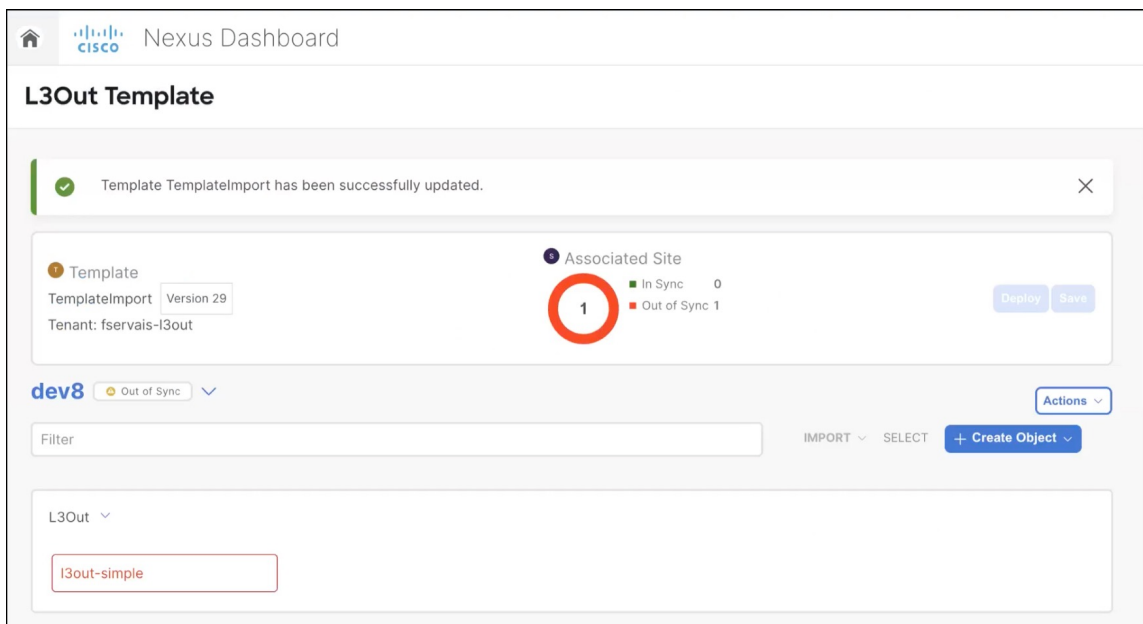 CISCO Nexus Dashboard
L3Out Template
Template TemplateImport has been successfully updated.
T Template
TemplateImport Version 29
Tenant: fservais-l3out
S Associated Site
1
In Sync 0
Out of Sync 1
Deploy Save
dev8 Out of Sync
Actions
Filter
IMPORT SELECT + Create Object
L3Out
l3out-simple